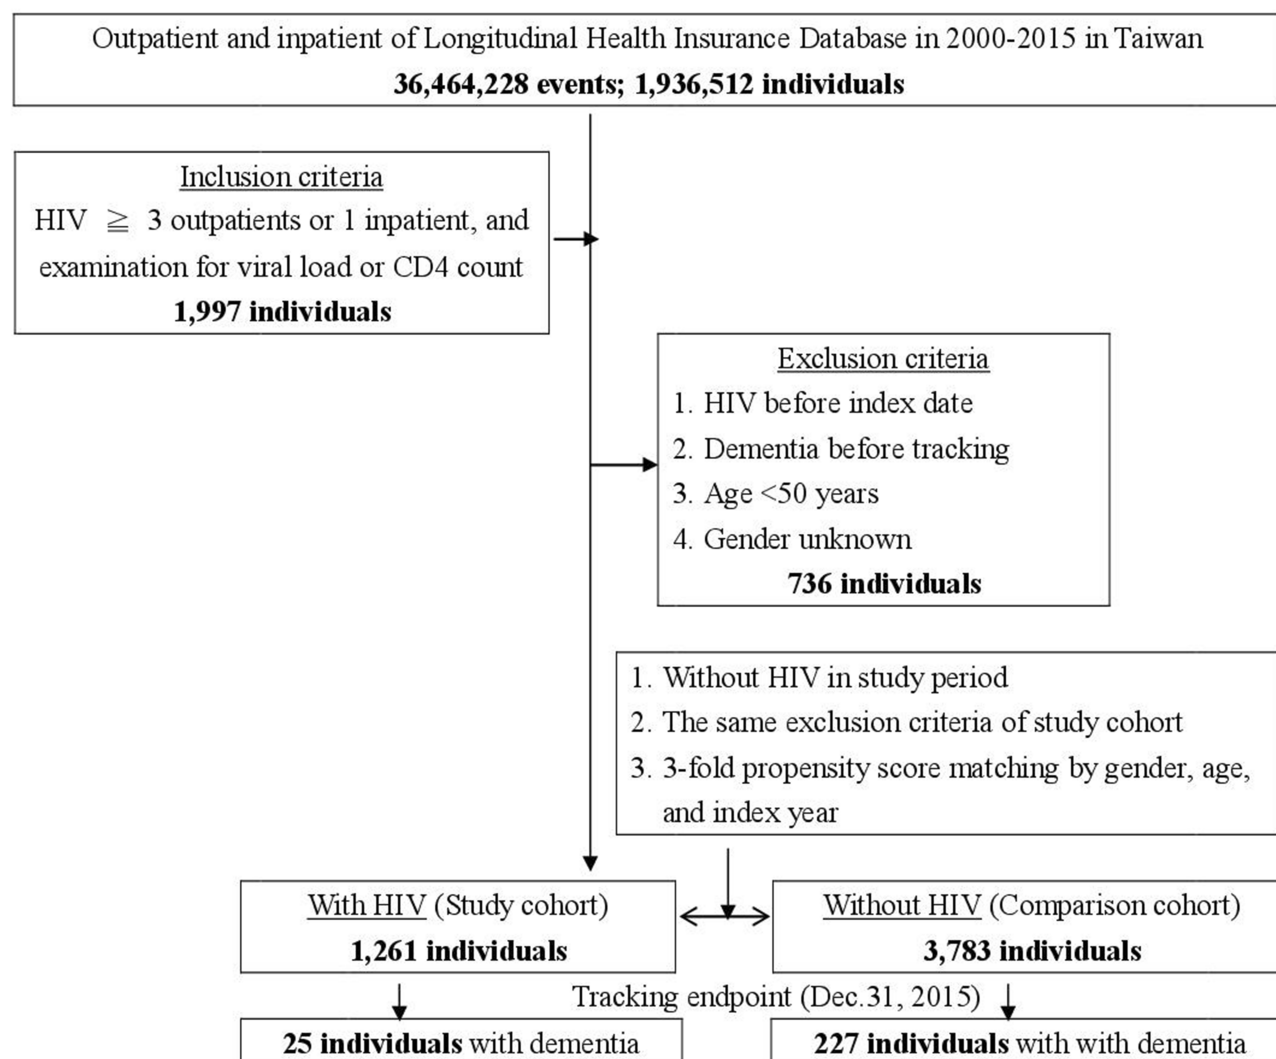 Outpatient and inpatient of Longitudinal Health Insurance Database in 2000-2015 in Taiwan
36,464,228 events; 1,936,512 individuals
Inclusion criteria
HIV ≧ 3 outpatients or 1 inpatient, and
examination for viral load or CD4 count
1,997 individuals
Exclusion criteria
1. HIV before index date
2. Dementia before tracking
3. Age <50 years
4. Gender unknown
736 individuals
1. Without HIV in study period
2. The same exclusion criteria of study cohort
3. 3-fold propensity score matching by gender, age,
and index year
With HIV (Study cohort)
1,261 individuals
Without HIV (Comparison cohort)
3,783 individuals
Tracking endpoint (Dec.31, 2015)
25 individuals with dementia
227 individuals with with dementia